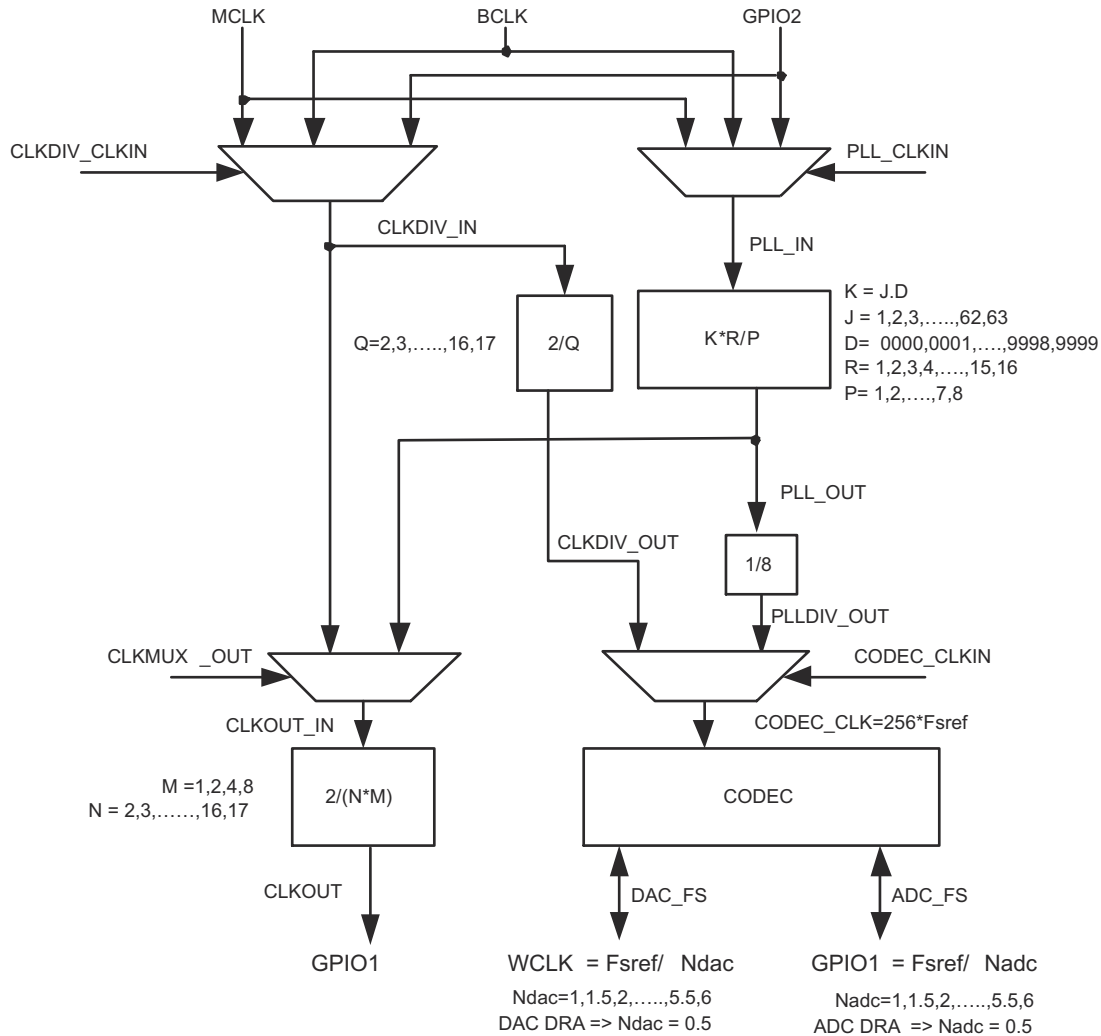 MCLK
BCLK
GPIO2
CLKDIV_CLKIN
PLL_CLKIN
CLKDIV_IN
PLL_IN
Q=2,3,.....,16,17
2/Q
K*R/P
K = J.D
J = 1,2,3,.....,62,63
D= 0000,0001,....,9998,9999
R= 1,2,3,4,....,15,16
P= 1,2,....,7,8
PLL_OUT
CLKDIV_OUT
1/8
PLLDIV_OUT
CLKMUX _OUT
CODEC_CLKIN
CLKOUT_IN
CODEC_CLK=256*Fsref
M =1,2,4,8
N = 2,3,......,16,17
2/(N*M)
CODEC
CLKOUT
DAC_FS
ADC_FS
GPIO1
WCLK = Fsref/ Ndac
GPIO1 = Fsref/ Nadc
Ndac=1,1.5,2,.....,5.5,6
DAC DRA => Ndac = 0.5
Nadc=1,1.5,2,.....,5.5,6
ADC DRA => Nadc = 0.5